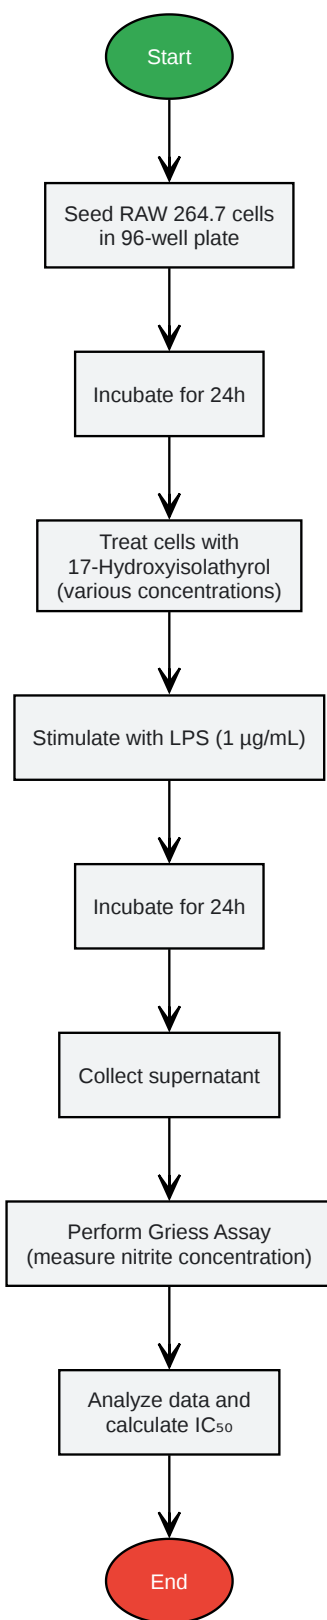 Start
Seed RAW 264.7 cells
in 96-well plate
Incubate for 24h
Treat cells with
17-Hydroxyisolathyrol
(various concentrations)
Stimulate with LPS (1 µg/mL)
Incubate for 24h
Collect supernatant
Perform Griess Assay
(measure nitrite concentration)
Analyze data and
calculate IC₅₀
End